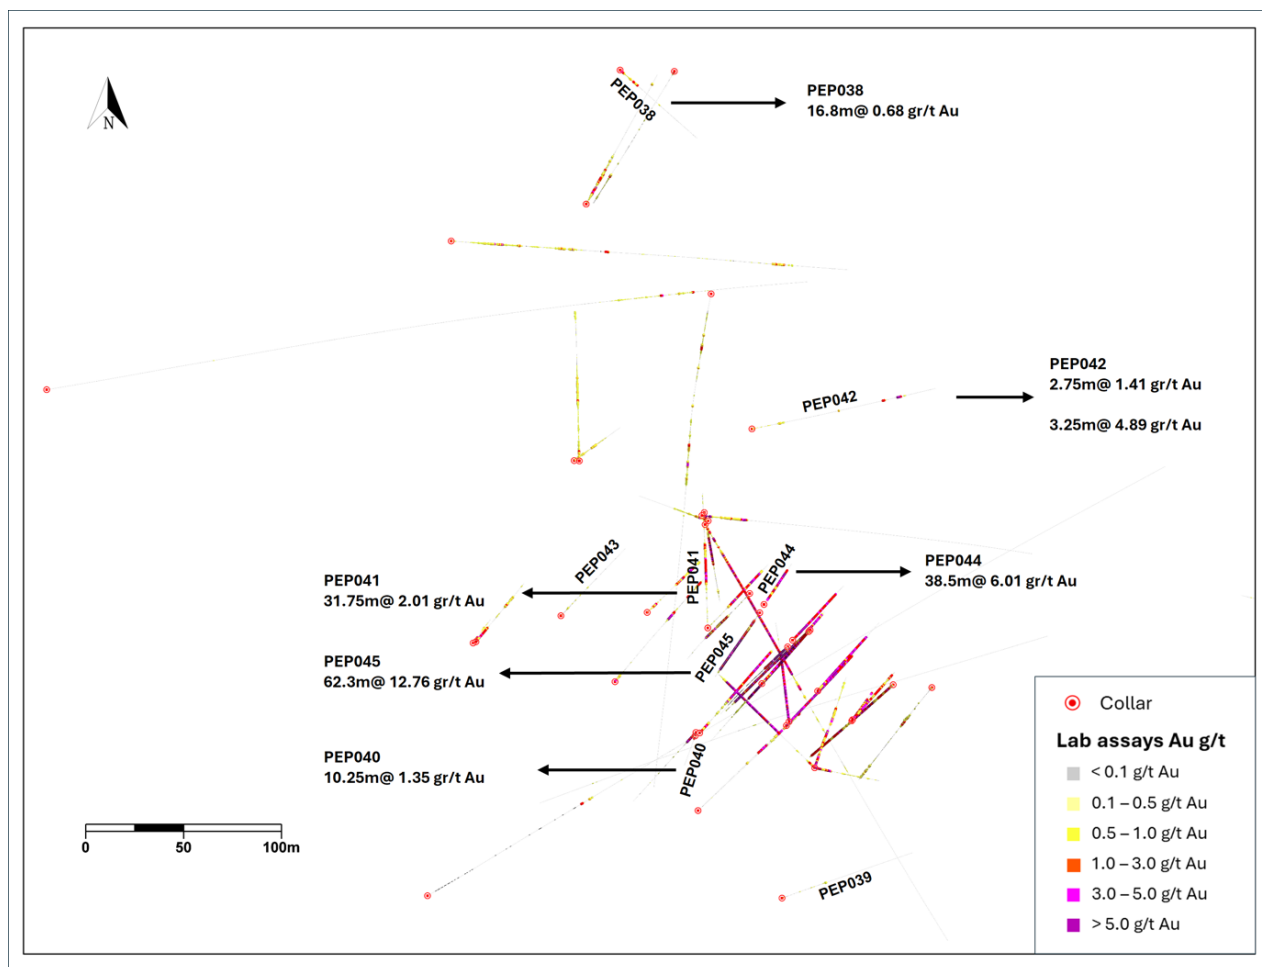 PEP038
PEP038
16.8m@ 0.68 gr/t Au
N
PEP042
2.75m@ 1.41 gr/t Au
3.25m@ 4.89 gr/t Au
PEP042
PEP043
PEP041
PEP044
PEP044
38.5m@ 6.01 gr/t Au
PEP041
31.75m@ 2.01 gr/t Au
PEP045
PEP045
62.3m@ 12.76 gr/t Au
PEP040
PEP040
10.25m@ 1.35 gr/t Au
PEP039
0 50 100m
Collar
Lab assays Au g/t
< 0.1 g/t Au
0.1 – 0.5 g/t Au
0.5 – 1.0 g/t Au
1.0 – 3.0 g/t Au
3.0 – 5.0 g/t Au
> 5.0 g/t Au